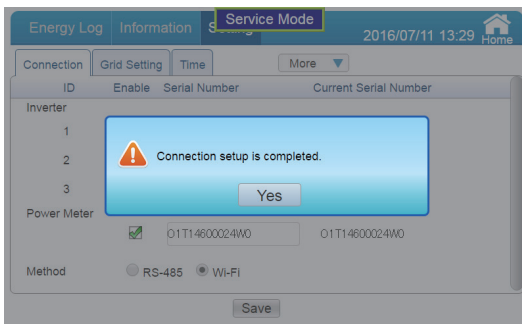 Service Mode
Energy Log Information Setting 2016/07/11 13:29 Home
Connection Grid Setting Time More
ID Enable Serial Number Current Serial Number
Inverter
1
Connection setup is completed.
2
Yes
3
Power Meter
O1T14600024W0 O1T14600024W0
Method RS-485 Wi-Fi
Save